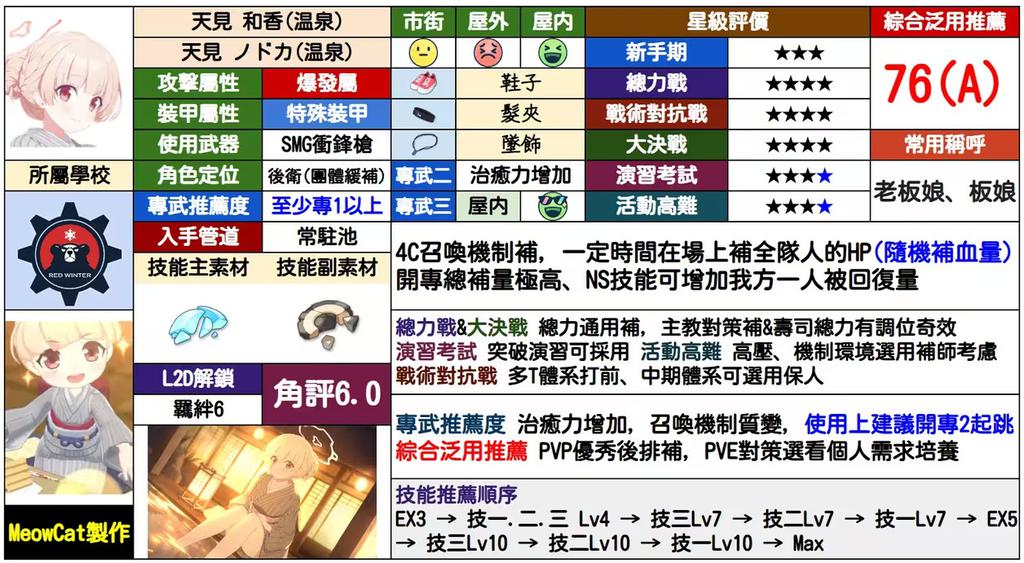 天見 和香(温泉)
天見 ノドカ(温泉)
攻擊屬性 爆發屬
裝甲屬性 特殊裝甲
使用武器 SMG衝鋒槍
所屬學校 角色定位 後衛(團體緩補)
專武推薦度 至少專1以上
入手管道 常駐池
技能主素材 技能副素材
RED WINTER
L2D解鎖
羈絆6
角評6.0
MeowCat製作
市街 屋外 屋內
鞋子
髮夾
墜飾
專武二 治癒力增加
專武三 屋內
星級評價
新手期 ★★★
總力戰 ★★★★
戰術對抗戰 ★★★★
大決戰 ★★★★
演習考試 ★★★★
活動高難 ★★★★
綜合泛用推薦
76(A)
常用稱呼
老板娘、板娘
4C召喚機制補，一定時間在場上補全隊人的HP(隨機補血量)
開專總補量極高、NS技能可增加我方一人被回復量
總力戰&大決戰 總力通用補，主教對策補&壽司總力有調位奇效
演習考試 突破演習可採用 活動高難 高壓、機制環境選用補師考慮
戰術對抗戰 多T體系打前、中期體系可選用保人
專武推薦度 治癒力增加，召喚機制質變，使用上建議開專2起跳
綜合泛用推薦 PVP優秀後排補，PVE對策選看個人需求培養
技能推薦順序
EX3 → 技一.二.三 Lv4 → 技三Lv7 → 技二Lv7 → 技一Lv7 → EX5
→ 技三Lv10 → 技二Lv10 → 技一Lv10 → Max